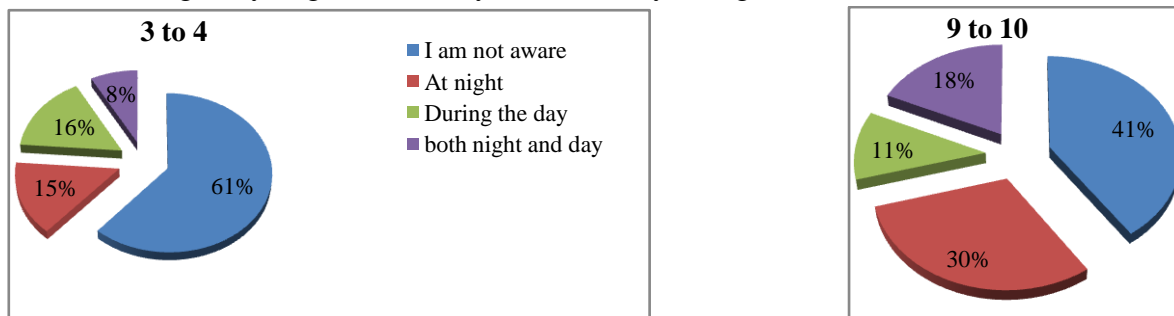 3 to 4
I am not aware
At night
During the day
both night and day
8%
16%
15%
61%
9 to 10
18%
41%
11%
30%